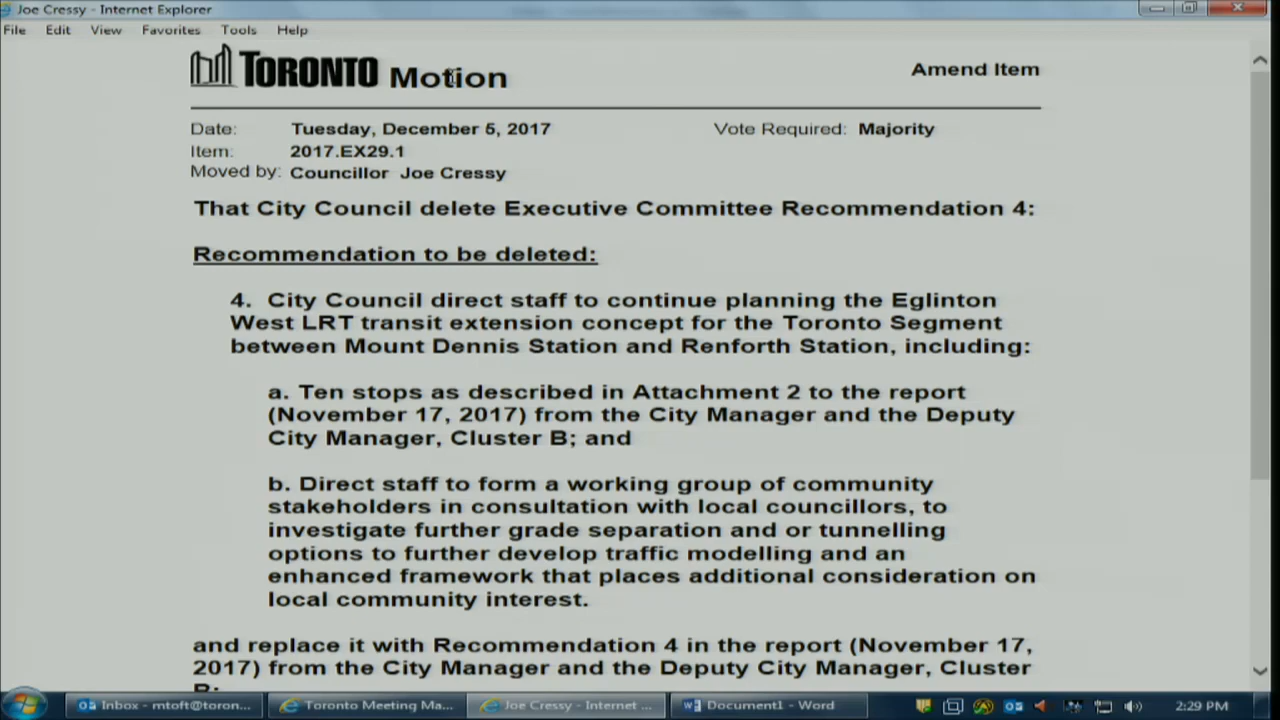 Joe Cressy - Internet Explorer
File Edit View Favorites Tools Help
TORONTO Motion
Amend Item
Date: Tuesday, December 5, 2017
Vote Required: Majority
Item: 2017.EX29.1
Moved by: Councillor Joe Cressy
That City Council delete Executive Committee Recommendation 4:
Recommendation to be deleted:
4. City Council direct staff to continue planning the Eglinton
West LRT transit extension concept for the Toronto Segment
between Mount Dennis Station and Renforth Station, including:
a. Ten stops as described in Attachment 2 to the report
(November 17, 2017) from the City Manager and the Deputy
City Manager, Cluster B; and
b. Direct staff to form a working group of community
stakeholders in consultation with local councillors, to
investigate further grade separation and or tunnelling
options to further develop traffic modelling and an
enhanced framework that places additional consideration on
local community interest.
and replace it with Recommendation 4 in the report (November 17,
2017) from the City Manager and the Deputy City Manager, Cluster
B:
Inbox - mtoft@toron... Toronto Meeting Ma... Joe Cressy - Internet ... Document1 - Word 2:29 PM